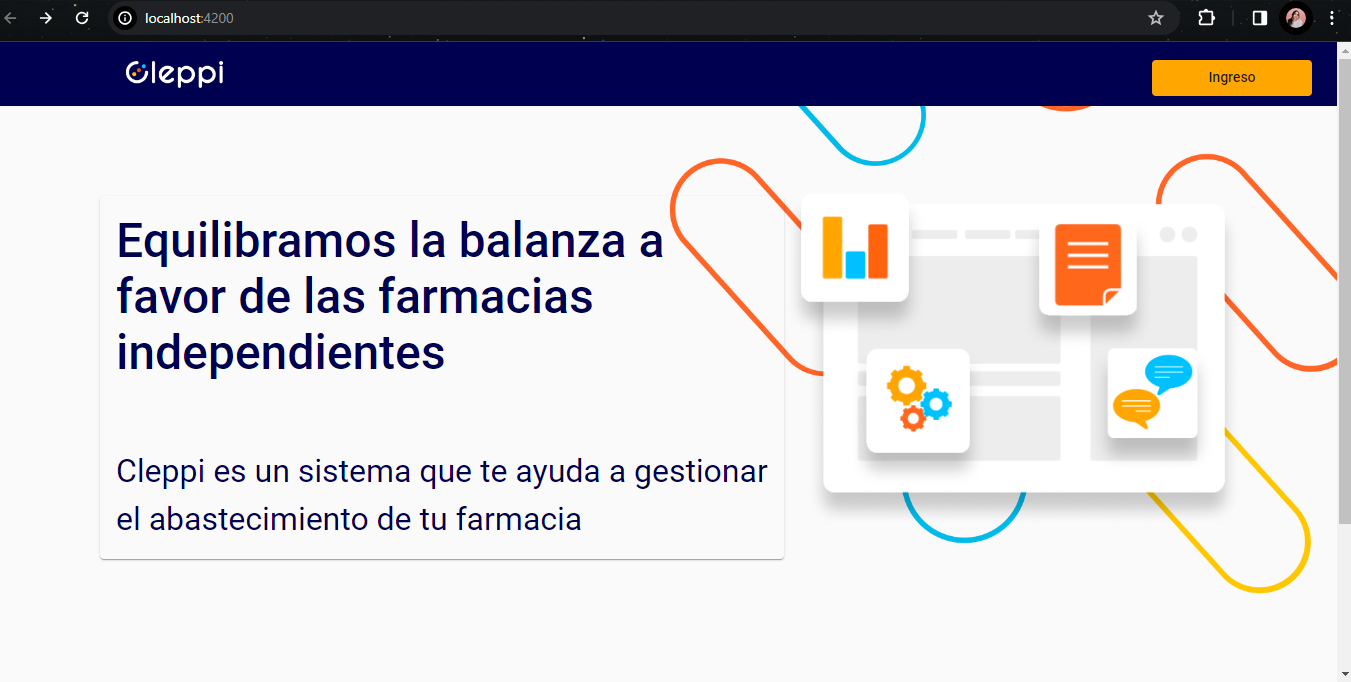 localhost:4200
Cleppi
Ingreso
Equilibramos la balanza a
favor de las farmacias
independientes
Cleppi es un sistema que te ayuda a gestionar
el abastecimiento de tu farmacia